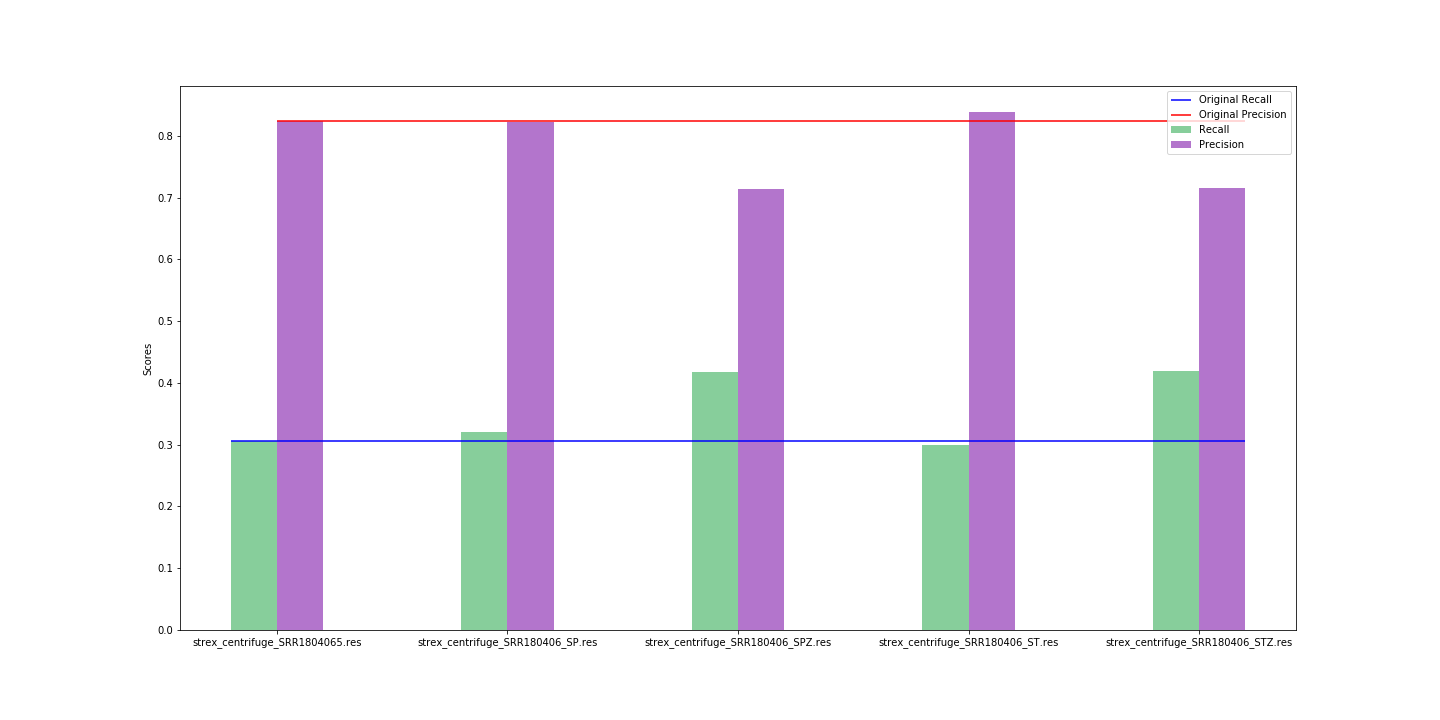 Original Recall
Original Precision
Recall
Precision
Scores
0.8
0.7
0.6
0.5
0.4
0.3
0.2
0.1
0.0
strex_centrifuge_SRR1804065.res
strex_centrifuge_SRR180406_SP.res
strex_centrifuge_SRR180406_SPZ.res
strex_centrifuge_SRR180406_ST.res
strex_centrifuge_SRR180406_STZ.res